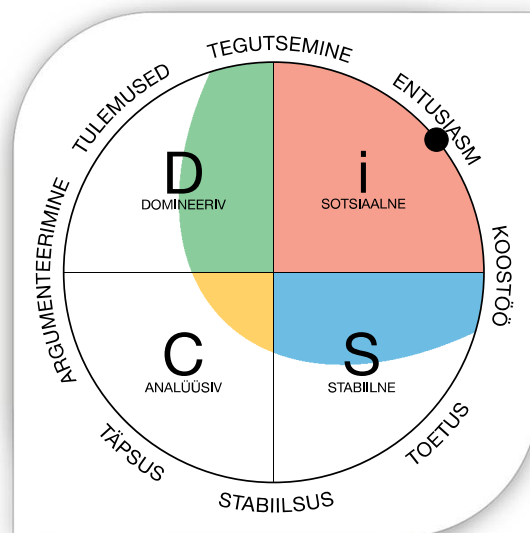 TEGUTSEMINE
ENTUSIASM
KOOSTÖÖ
TOETUS
STABIILSUS
TÄPSUS
ARGUMENTEERIMINE
TULEMUSED
D
DOMINEERIV
i
SOTSIAALNE
C
ANALÜÜSIV
S
STABIILNE